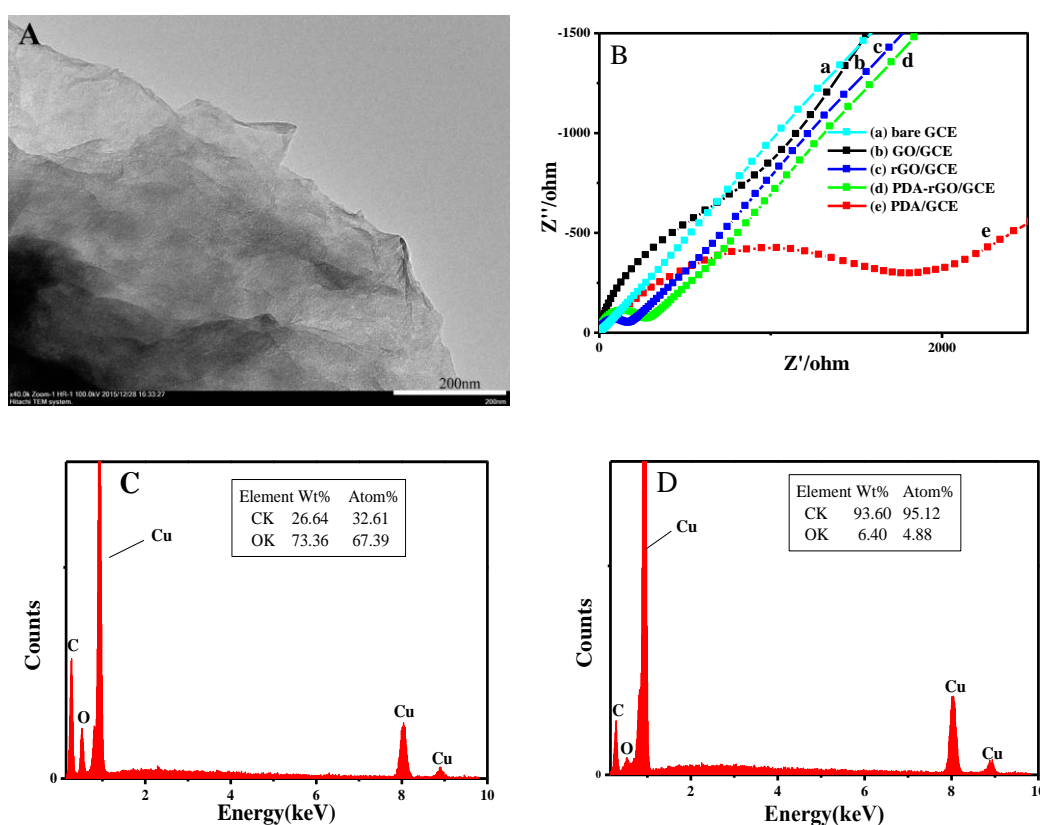 A
200nm
x40.0k Zoom-1 HR-1 100.0kV 2015/12/28 16:33:27
Hitachi TEM system.
200nm
B
-1500
-1000
-500
0
Z''/ohm
0
2000
Z'/ohm
a
b
c
d
e
(a) bare GCE
(b) GO/GCE
(c) rGO/GCE
(d) PDA-rGO/GCE
(e) PDA/GCE
C
Element Wt% Atom%
CK 26.64 32.61
OK 73.36 67.39
Cu
C
O
Cu
Cu
Counts
0
2 4 6 8 10
Energy(keV)
D
Element Wt% Atom%
CK 93.60 95.12
OK 6.40 4.88
Cu
C
O
Cu
Cu
Counts
0
2 4 6 8 10
Energy(keV)